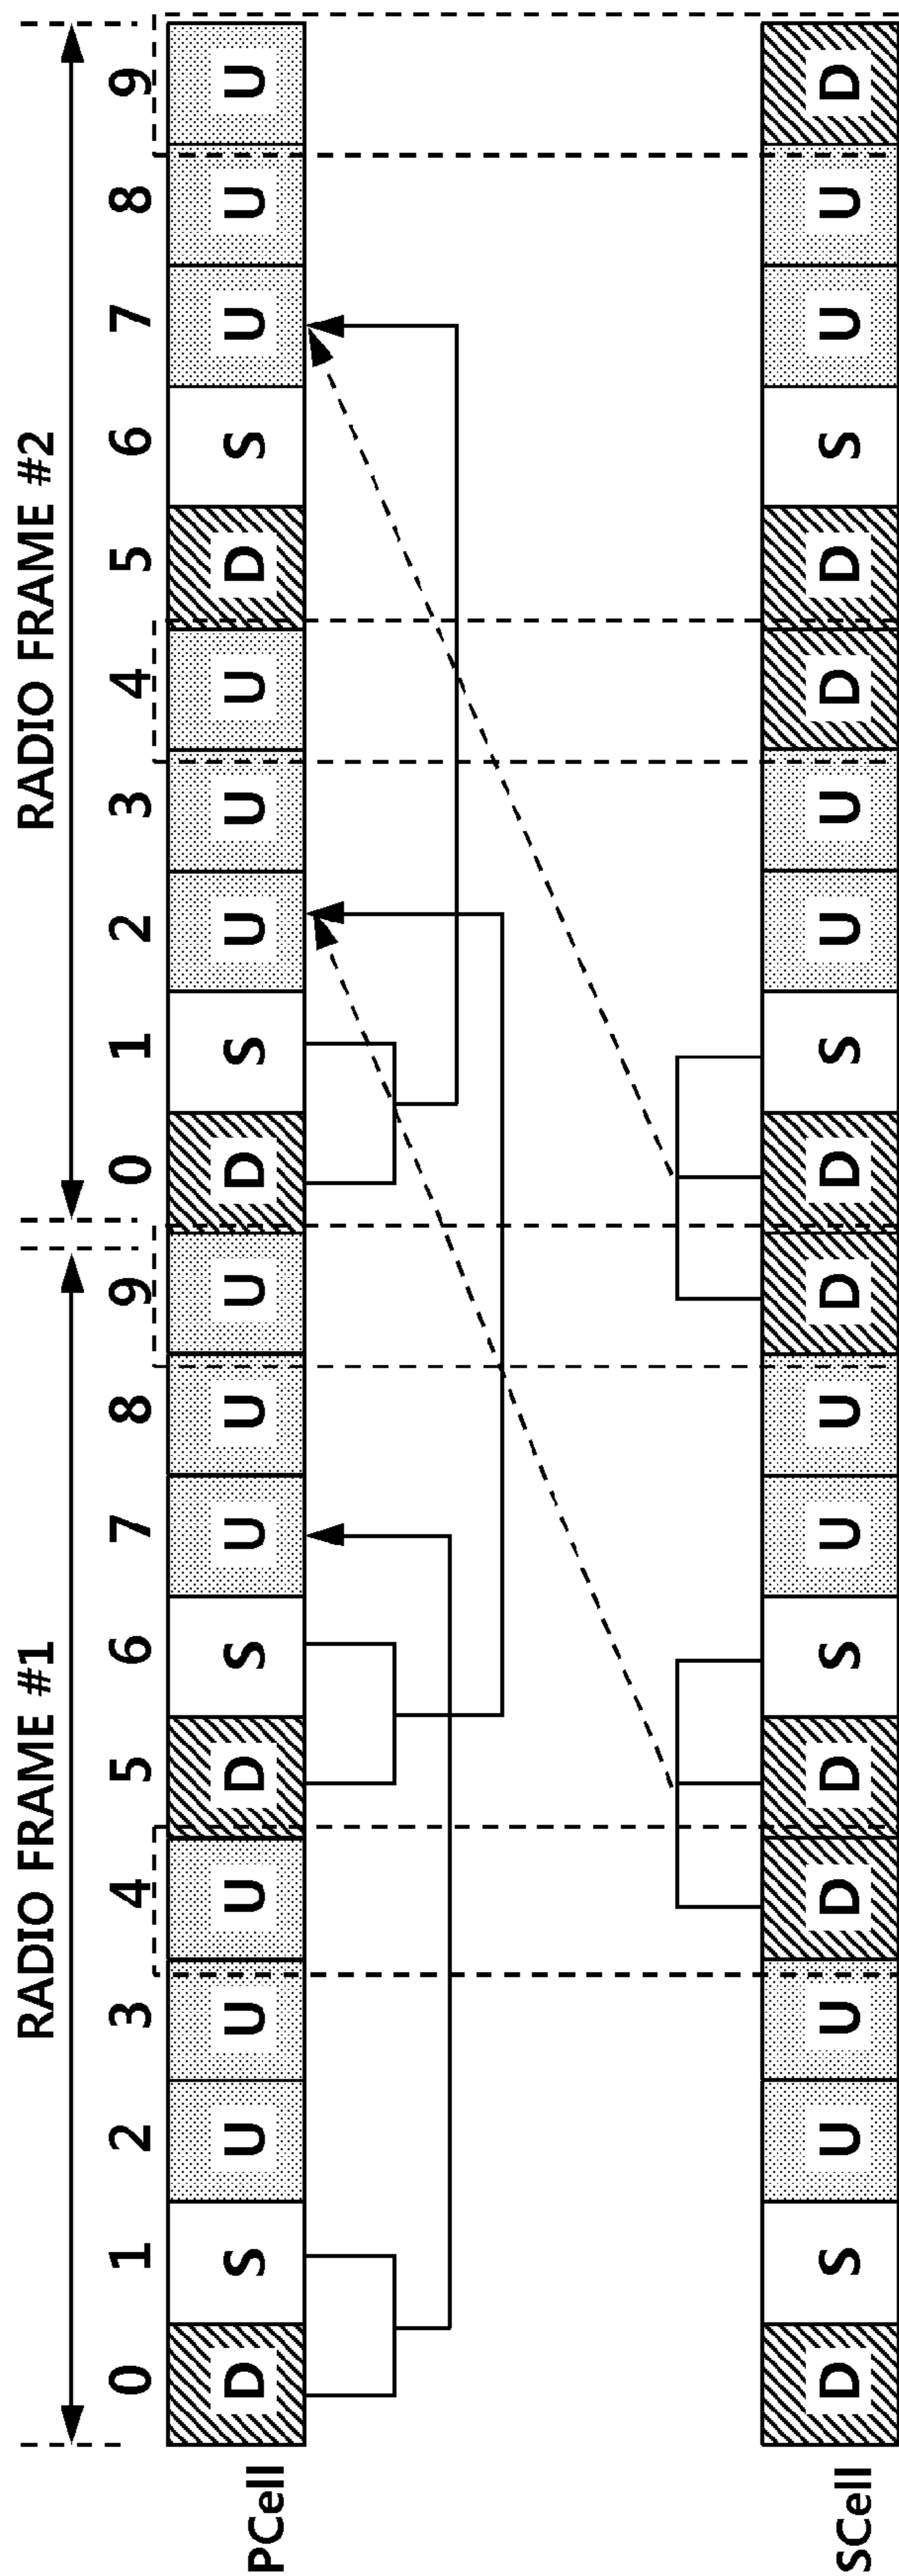 RADIO FRAME #1 RADIO FRAME #2
0 1 2 3 4 5 6 7 8 9 0 1 2 3 4 5 6 7 8 9
PCell D S U U U D S U U U D S U U U D S U U U
SCell D S U U D D S U U D D S U U D D S U U D